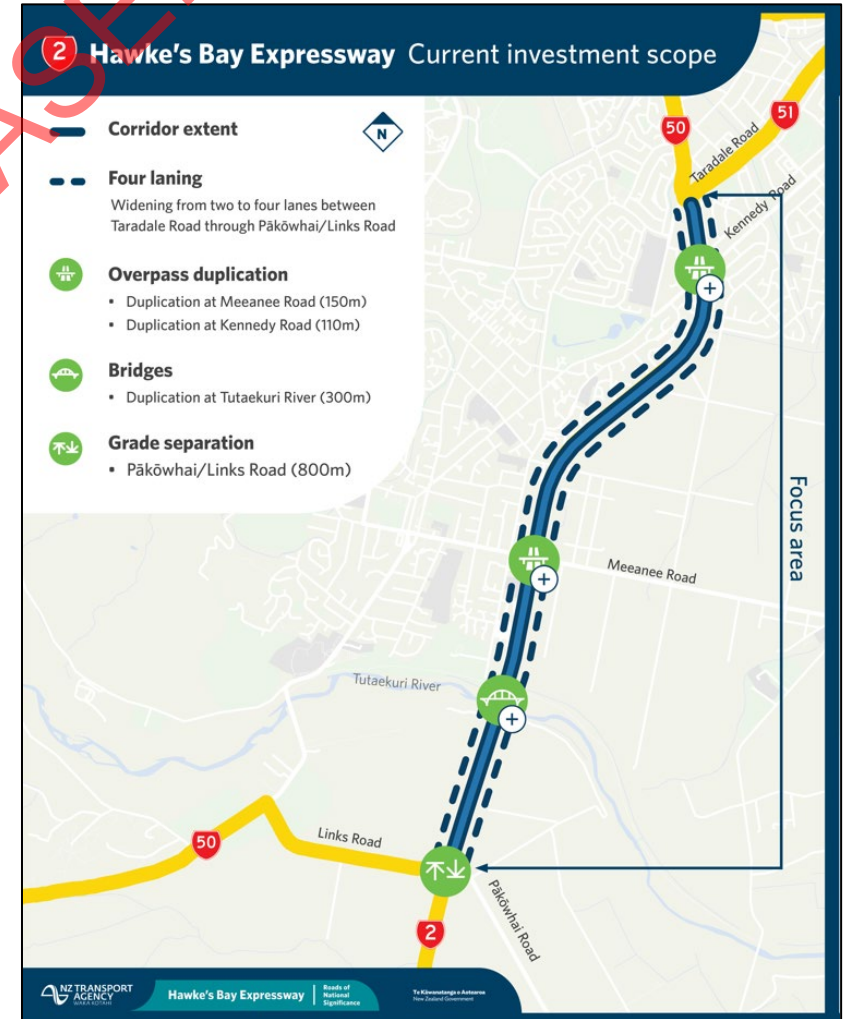 2 Hawke's Bay Expressway Current investment scope
Corridor extent
N
Four laning
Widening from two to four lanes between
Taradale Road through Pākōwhai/Links Road
Overpass duplication
• Duplication at Meeanee Road (150m)
• Duplication at Kennedy Road (110m)
Bridges
• Duplication at Tutaekuri River (300m)
Grade separation
• Pākōwhai/Links Road (800m)
50
51
Taradale Road
Kennedy Road
+
Focus area
+
Meeanee Road
Tutaekuri River
+
50
Links Road
Pākōwhai Road
2
NZ TRANSPORT
AGENCY
WAKA KOTAHI
Hawke's Bay Expressway
Roads of
National
Significance
Te Kāwanatanga o Aotearoa
New Zealand Government